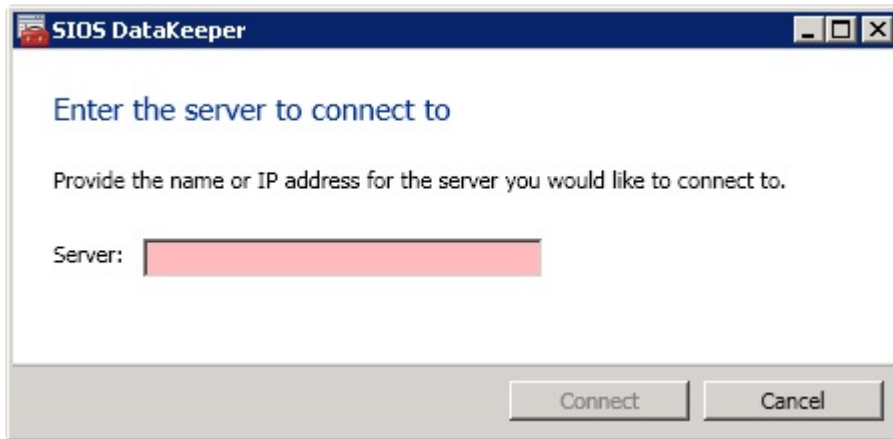 SIOS DataKeeper
Enter the server to connect to
Provide the name or IP address for the server you would like to connect to.
Server:
Connect
Cancel